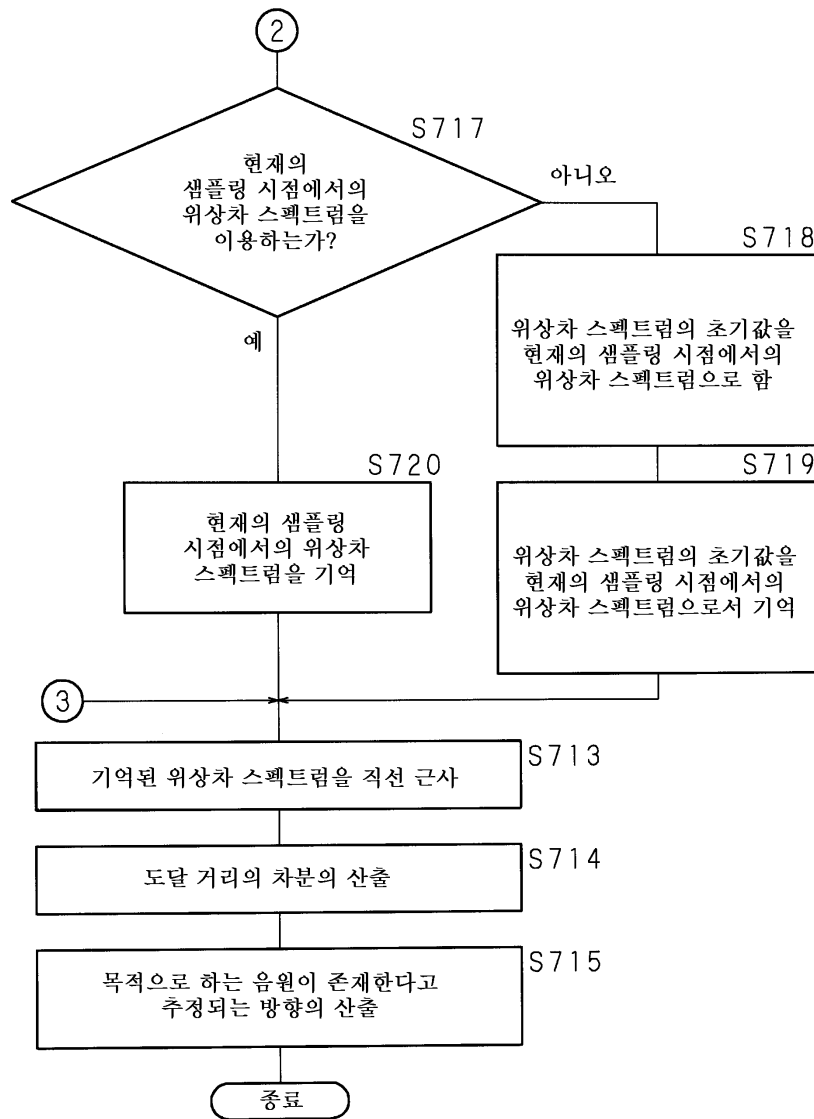 2
S717
현재의
샘플링 시점에서의
위상차 스펙트럼을
이용하는가?
아니오
예
S718
위상차 스펙트럼의 초기값을
현재의 샘플링 시점에서의
위상차 스펙트럼으로 함
S720
현재의 샘플링
시점에서의 위상차
스펙트럼을 기억
S719
위상차 스펙트럼의 초기값을
현재의 샘플링 시점에서의
위상차 스펙트럼으로서 기억
3
S713
기억된 위상차 스펙트럼을 직선 근사
S714
도달 거리의 차분의 산출
S715
목적으로 하는 음원이 존재한다고
추정되는 방향의 산출
종료